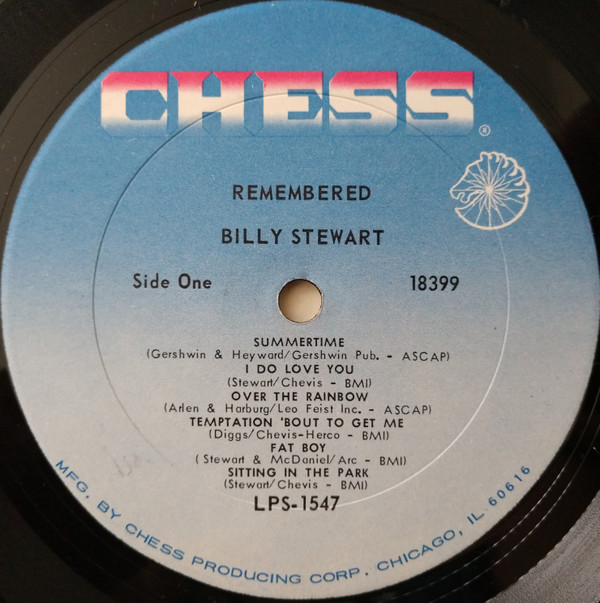 CHESS®
REMEMBERED
BILLY STEWART
Side One 18399
SUMMERTIME
(Gershwin & Heyward/Gershwin Pub. - ASCAP)
I DO LOVE YOU
(Stewart/Chevis - BMI)
OVER THE RAINBOW
(Arlen & Harburg/Leo Feist Inc. - ASCAP)
TEMPTATION 'BOUT TO GET ME
(Diggs/Chevis-Herco - BMI)
FAT BOY
( Stewart & McDaniel/Arc - BMI)
SITTING IN THE PARK
(Stewart/Chevis - BMI)
LPS-1547
MFG. BY CHESS PRODUCING CORP. CHICAGO, IL 60616